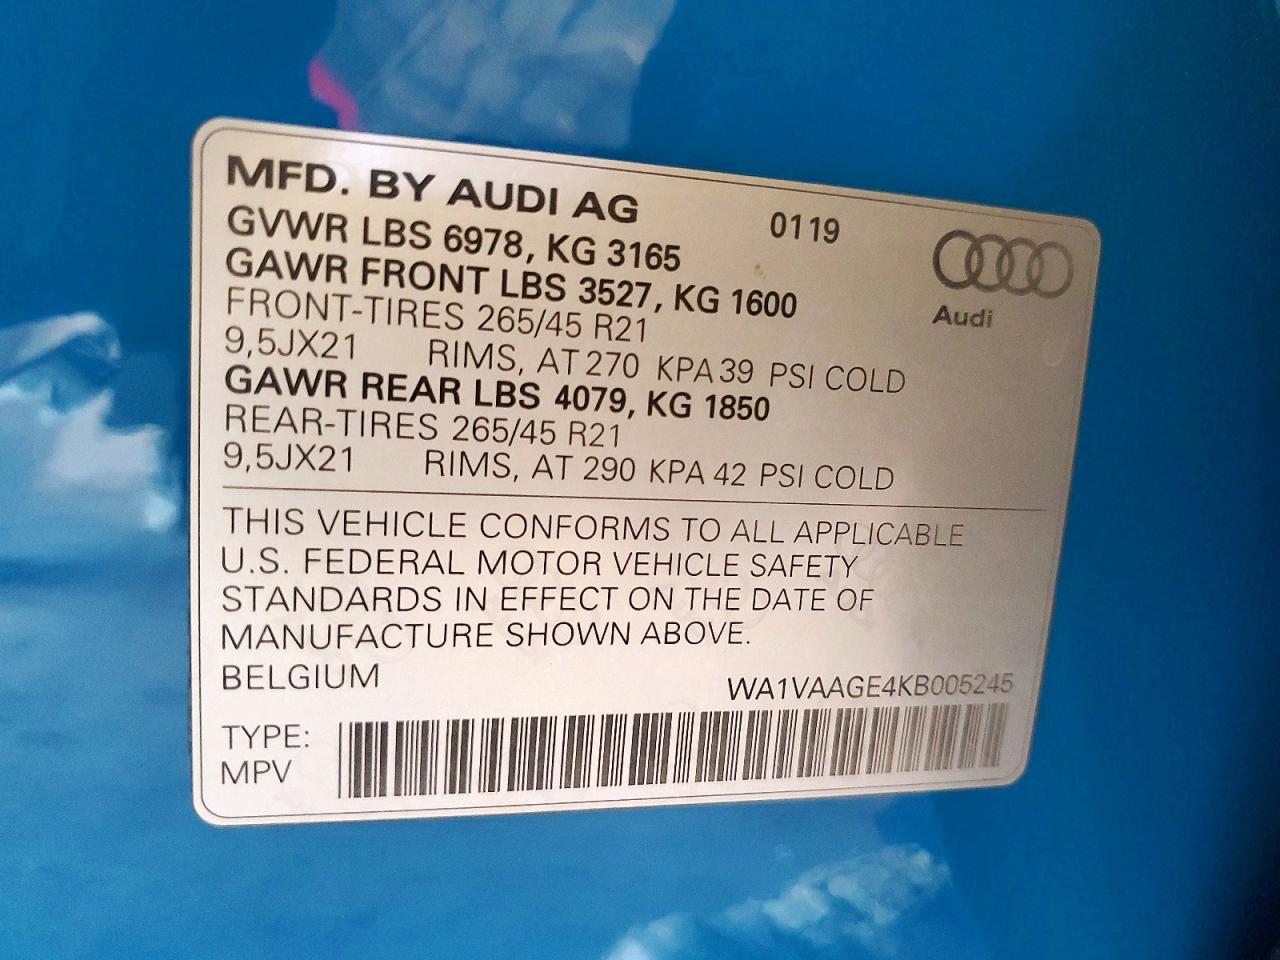 MFD. BY AUDI AG
0119
GVWR LBS 6978, KG 3165
GAWR FRONT LBS 3527, KG 1600
FRONT-TIRES 265/45 R21
9,5JX21 RIMS, AT 270 KPA 39 PSI COLD
GAWR REAR LBS 4079, KG 1850
REAR-TIRES 265/45 R21
9,5JX21 RIMS, AT 290 KPA 42 PSI COLD
Audi
THIS VEHICLE CONFORMS TO ALL APPLICABLE
U.S. FEDERAL MOTOR VEHICLE SAFETY
STANDARDS IN EFFECT ON THE DATE OF
MANUFACTURE SHOWN ABOVE.
BELGIUM
WA1VAAGE4KB005245
TYPE:
MPV